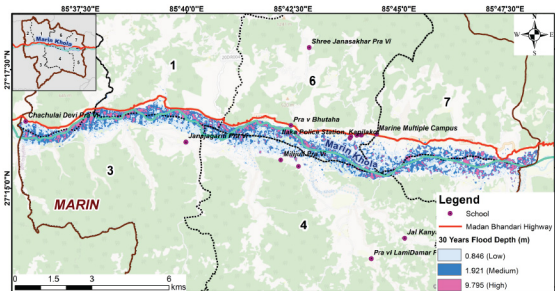 85°37'30"E
85°40'0"E
85°42'30"E
85°45'0"E
85°47'30"E
27°17'30"N
27°15'0"N
Marin Khola
N
W
E
S
1
6
7
3
4
Shree Janasakhar Pra Vi
Chachulai Devi Pra Vi
Pra v Bhutaha
Ilaka Police Station, Kapilakot
Marine Multiple Campus
Marin Khola
MARIN
Jal Kanya
Pra vi LamiDamar
Legend
School
Madan Bhandari Highway
30 Years Flood Depth (m)
0.846 (Low)
1.921 (Medium)
9.795 (High)
0 1.5 3 6
kms